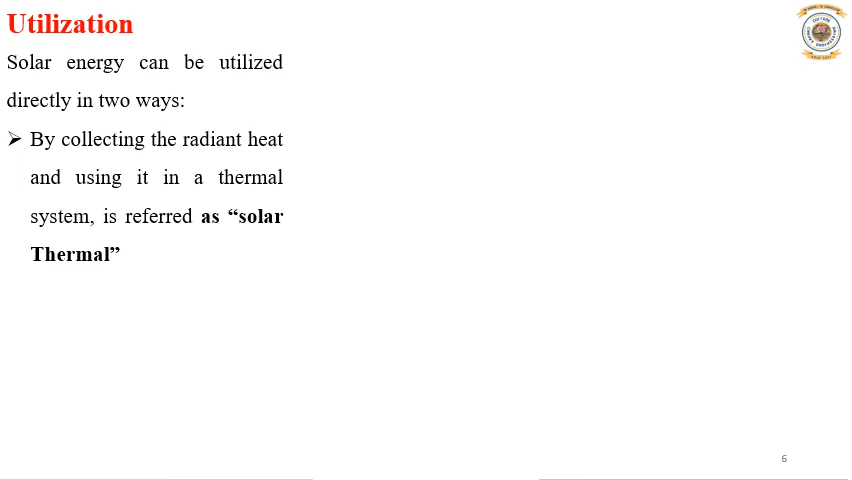 Utilization
Solar energy can be utilized
directly in two ways:
➢ By collecting the radiant heat
and using it in a thermal
system, is referred as “solar
Thermal”
6